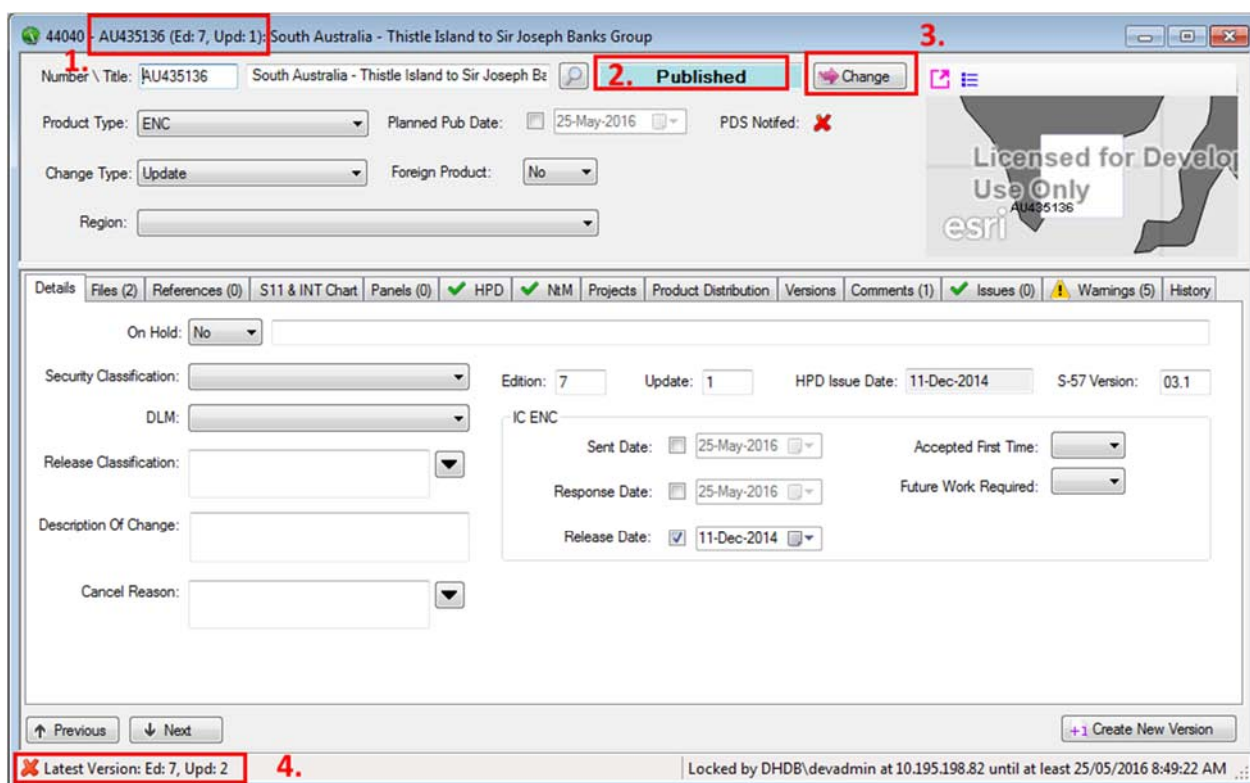 44040 - AU435136 (Ed: 7, Upd: 1): South Australia - Thistle Island to Sir Joseph Banks Group
3.
1.
Number \ Title: AU435136 South Australia - Thistle Island to Sir Joseph Ba 2. Published Change
Product Type: ENC Planned Pub Date: 25-May-2016 PDS Notifed:
Change Type: Update Foreign Product: No
Region:
Licensed for Develop
Use Only
AU435136
esri
Details Files (2) References (0) S11 & INT Chart Panels (0) HPD NtM Projects Product Distribution Versions Comments (1) Issues (0) Warnings (5) History
On Hold: No
Security Classification: Edition: 7 Update: 1 HPD Issue Date: 11-Dec-2014 S-57 Version: 03.1
DLM: IC ENC
Sent Date: 25-May-2016 Accepted First Time:
Release Classification:
Response Date: 25-May-2016 Future Work Required:
Description Of Change:
Release Date: 11-Dec-2014
Cancel Reason:
Previous Next +1 Create New Version
Latest Version: Ed: 7, Upd: 2 4. Locked by DHDB\devadmin at 10.195.198.82 until at least 25/05/2016 8:49:22 AM